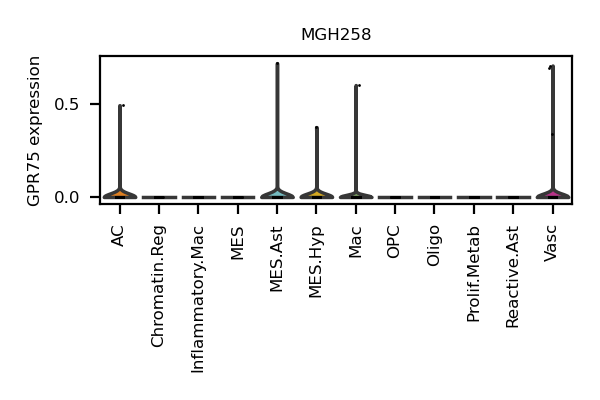 MGH258
GPR75 expression
0.5
0.0
AC
Chromatin.Reg
Inflammatory.Mac
MES
MES.Ast
MES.Hyp
Mac
OPC
Oligo
Prolif.Metab
Reactive.Ast
Vasc